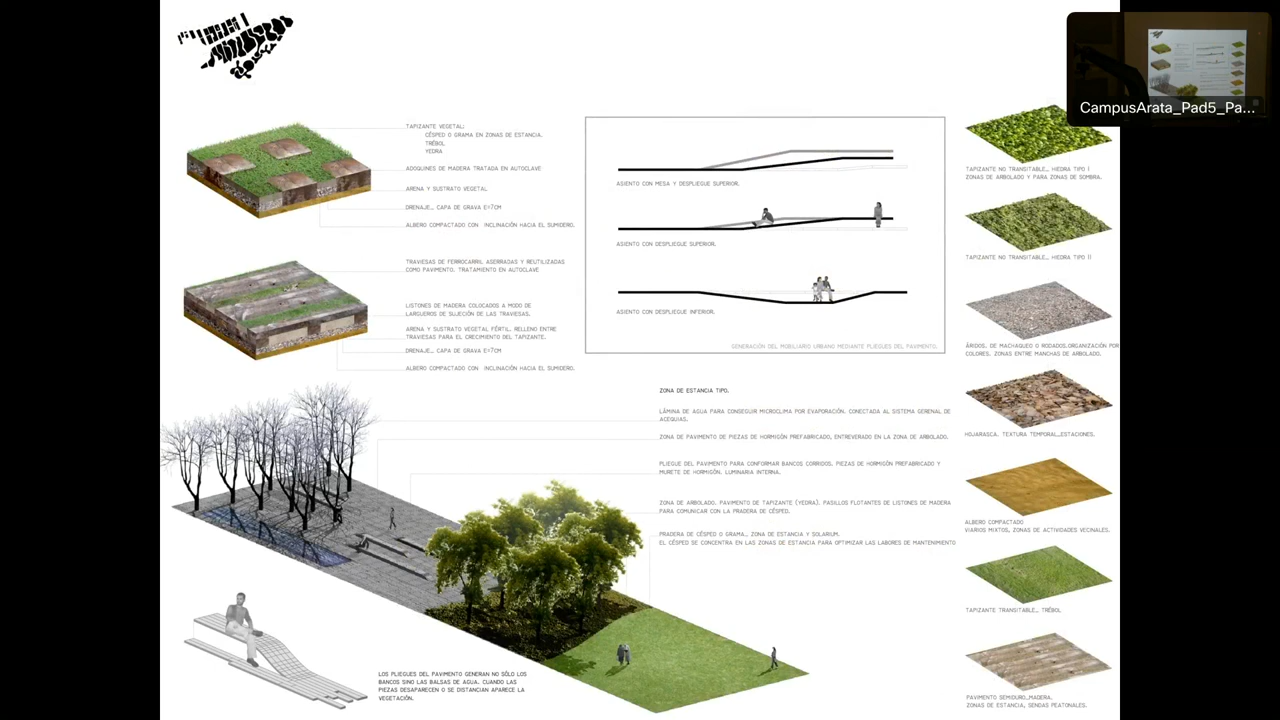 CampusArata_Pad5_Pa...
TAPIZANTE VEGETAL:
CÉSPED O GRAMA EN ZONAS DE ESTANCIA.
TRÉBOL
YEDRA
ADOQUINES DE MADERA TRATADA EN AUTOCLAVE
ARENA Y SUSTRATO VEGETAL
DRENAJE_ CAPA DE GRAVA E=7CM
ALBERO COMPACTADO CON INCLINACIÓN HACIA EL SUMIDERO.
TRAVIESAS DE FERROCARRIL ASERRADAS Y REUTILIZADAS
COMO PAVIMENTO. TRATAMIENTO EN AUTOCLAVE
LISTONES DE MADERA COLOCADOS A MODO DE
LARGUEROS DE SUJECIÓN DE LAS TRAVIESAS.
ARENA Y SUSTRATO VEGETAL FÉRTIL. RELLENO ENTRE
TRAVIESAS PARA EL CRECIMIENTO DEL TAPIZANTE.
DRENAJE_ CAPA DE GRAVA E=7CM
ALBERO COMPACTADO CON INCLINACIÓN HACIA EL SUMIDERO.
ASIENTO CON MESA Y DESPLIEGUE SUPERIOR.
ASIENTO CON DESPLIEGUE SUPERIOR.
ASIENTO CON DESPLIEGUE INFERIOR.
GENERACIÓN DEL MOBILIARIO URBANO MEDIANTE PLIEGUES DEL PAVIMENTO.
ZONA DE ESTANCIA TIPO.
LÁMINA DE AGUA PARA CONSEGUIR MICROCLIMA POR EVAPORACIÓN. CONECTADA AL SISTEMA GERENAL DE
ACEQUIAS.
ZONA DE PAVIMENTO DE PIEZAS DE HORMIGÓN PREFABRICADO, ENTREVERADO EN LA ZONA DE ARBOLADO.
PLIEGUE DEL PAVIMENTO PARA CONFORMAR BANCOS CORRIDOS. PIEZAS DE HORMIGÓN PREFABRICADO Y
MURETE DE HORMIGÓN. LUMINARIA INTERNA.
ZONA DE ARBOLADO. PAVIMENTO DE TAPIZANTE (YEDRA). PASILLOS FLOTANTES DE LISTONES DE MADERA
PARA COMUNICAR CON LA PRADERA DE CÉSPED.
PRADERA DE CÉSPED O GRAMA_ ZONA DE ESTANCIA Y SOLARIUM.
EL CÉSPED SE CONCENTRA EN LAS ZONAS DE ESTANCIA PARA OPTIMIZAR LAS LABORES DE MANTENIMIENTO
LOS PLIEGUES DEL PAVIMENTO GENERAN NO SÓLO LOS
BANCOS SINO LAS BALSAS DE AGUA. CUANDO LAS
PIEZAS DESAPARECEN O SE DISTANCIAN APARECE LA
VEGETACIÓN.
TAPIZANTE NO TRANSITABLE_ HIEDRA TIPO I
ZONAS DE ARBOLADO Y PARA ZONAS DE SOMBRA.
TAPIZANTE NO TRANSITABLE_ HIEDRA TIPO II
ÁRIDOS. DE MACHAQUEO O RODADOS.ORGANIZACIÓN POR
COLORES. ZONAS ENTRE MANCHAS DE ARBOLADO.
HOJARASCA. TEXTURA TEMPORAL_ESTACIONES.
ALBERO COMPACTADO
VIARIOS MIXTOS, ZONAS DE ACTIVIDADES VECINALES.
TAPIZANTE TRANSITABLE_ TRÉBOL
PAVIMENTO SEMIDURO_MADERA.
ZONAS DE ESTANCIA, SENDAS PEATONALES.